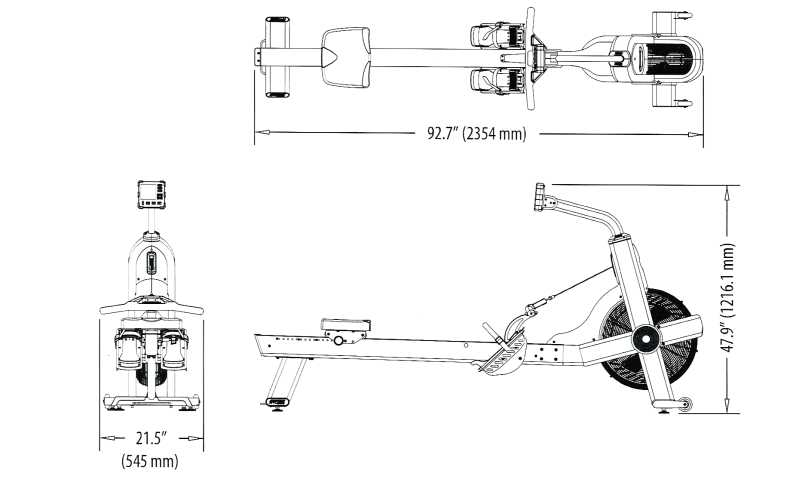 92.7" (2354 mm)
47.9" (1216.1 mm)
21.5"
(545 mm)